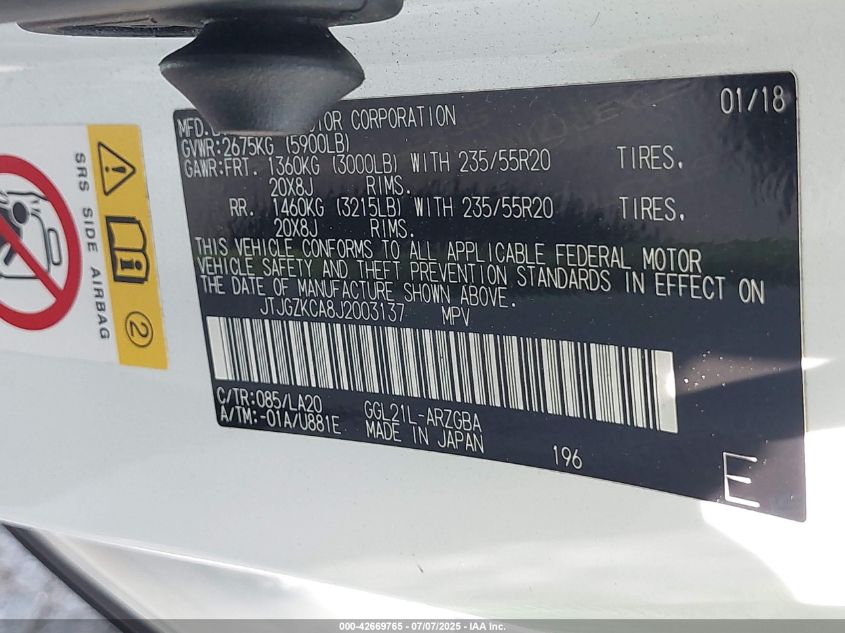 01/18
MFD. OTOR CORPORATION
GVWR:2675KG (5900LB)
GAWR:FRT. 1360KG (3000LB) WITH 235/55R20 TIRES,
20X8J RIMS.
RR. 1460KG (3215LB) WITH 235/55R20 TIRES,
20X8J RIMS.
THIS VEHICLE CONFORMS TO ALL APPLICABLE FEDERAL MOTOR
VEHICLE SAFETY AND THEFT PREVENTION STANDARDS IN EFFECT ON
THE DATE OF MANUFACTURE SHOWN ABOVE.
JTJGZKCA8J2003137 MPV
C/TR:085/LA20 GGL21L-ARZGBA
A/TM:-01A/U881E MADE IN JAPAN
196
E
SRS SIDE AIRBAG
2
000-42669765 - 07/07/2025 - IAA Inc.